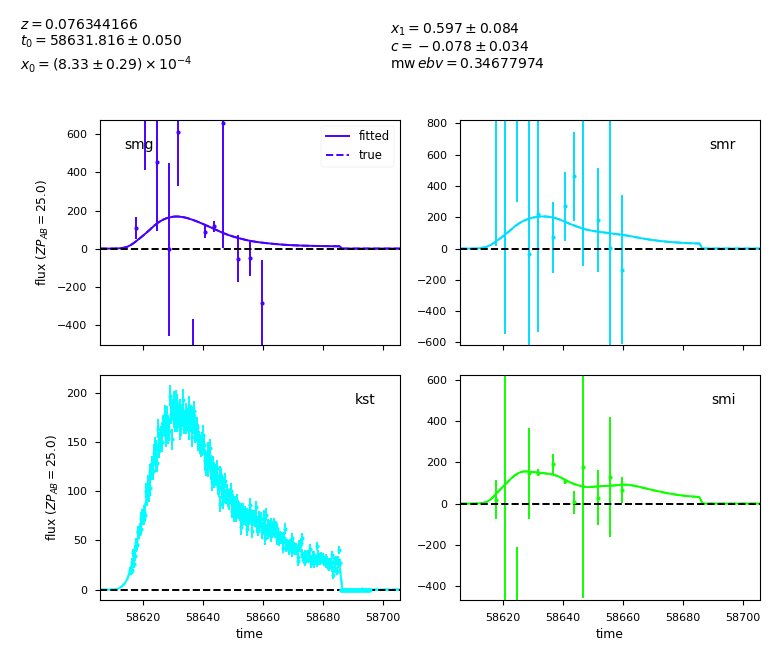 z = 0.076344166
t₀ = 58631.816 ± 0.050
x₀ = (8.33 ± 0.29) × 10⁻⁴
x₁ = 0.597 ± 0.084
c = −0.078 ± 0.034
mw ebv = 0.34677974
smg
fitted
true
600
400
200
0
−200
−400
flux (ZP_AB = 25.0)
smr
800
600
400
200
0
−200
−400
−600
kst
200
150
100
50
0
flux (ZP_AB = 25.0)
58620 58640 58660 58680 58700
time
smi
600
400
200
0
−200
−400
58620 58640 58660 58680 58700
time